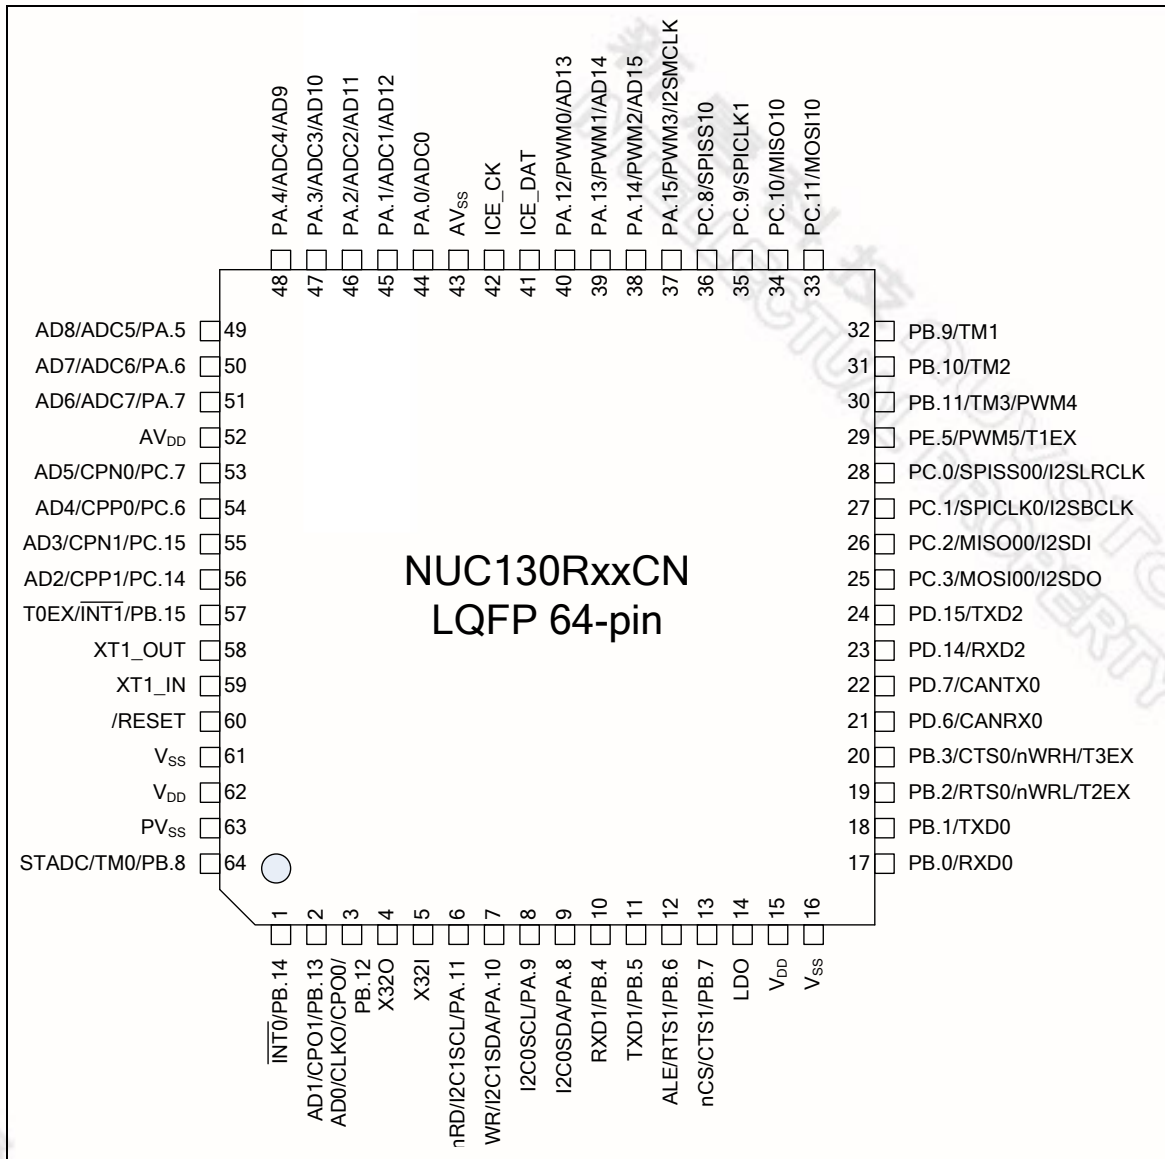 PA.4/ADC4/AD9
PA.3/ADC3/AD10
PA.2/ADC2/AD11
PA.1/ADC1/AD12
PA.0/ADC0
AVSS
ICE_CK
ICE_DAT
PA.12/PWM0/AD13
PA.13/PWM1/AD14
PA.14/PWM2/AD15
PA.15/PWM3/I2SMCLK
PC.8/SPISS10
PC.9/SPICLK1
PC.10/MISO10
PC.11/MOSI10
48 47 46 45 44 43 42 41 40 39 38 37 36 35 34 33
AD8/ADC5/PA.5 49
AD7/ADC6/PA.6 50
AD6/ADC7/PA.7 51
AVDD 52
AD5/CPN0/PC.7 53
AD4/CPP0/PC.6 54
AD3/CPN1/PC.15 55
AD2/CPP1/PC.14 56
T0EX/INT1/PB.15 57
XT1_OUT 58
XT1_IN 59
/RESET 60
VSS 61
VDD 62
PVSS 63
STADC/TM0/PB.8 64
NUC130RxxCN
LQFP 64-pin
32 PB.9/TM1
31 PB.10/TM2
30 PB.11/TM3/PWM4
29 PE.5/PWM5/T1EX
28 PC.0/SPISS00/I2SLRCLK
27 PC.1/SPICLK0/I2SBCLK
26 PC.2/MISO00/I2SDI
25 PC.3/MOSI00/I2SDO
24 PD.15/TXD2
23 PD.14/RXD2
22 PD.7/CANTX0
21 PD.6/CANRX0
20 PB.3/CTS0/nWRH/T3EX
19 PB.2/RTS0/nWRL/T2EX
18 PB.1/TXD0
17 PB.0/RXD0
1 2 3 4 5 6 7 8 9 10 11 12 13 14 15 16
INT0/PB.14
AD1/CPO1/PB.13
AD0/CLKO/CPO0/
PB.12
X32O
X32I
nRD/I2C1SCL/PA.11
WR/I2C1SDA/PA.10
I2C0SCL/PA.9
I2C0SDA/PA.8
RXD1/PB.4
TXD1/PB.5
ALE/RTS1/PB.6
nCS/CTS1/PB.7
LDO
VDD
VSS
新唐科技 NUVOTON
INTELLECTUAL PROPERTY